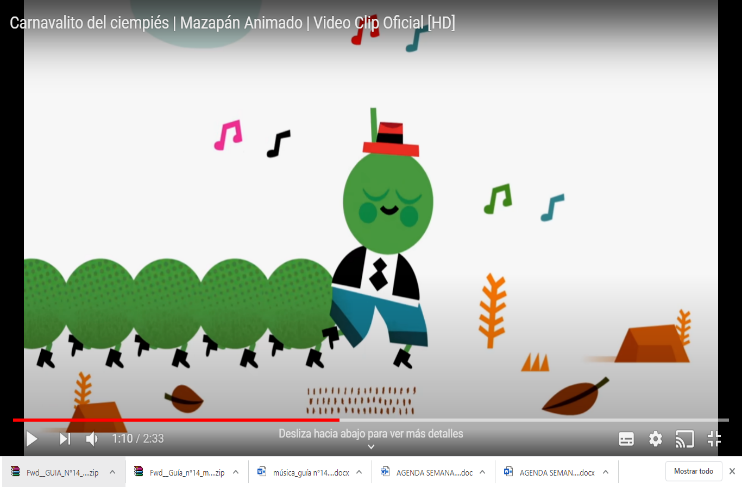 Carnavalito del ciempiés | Mazapán Animado | Video Clip Oficial [HD]
1:10 / 2:33
Desliza hacia abajo para ver más detalles
Fwd__GUIA_N°14_....zip
Fwd__Guía_n°14_m....zip
música_guía n°14....docx
AGENDA SEMANA....doc
AGENDA SEMAN....docx
Mostrar todo